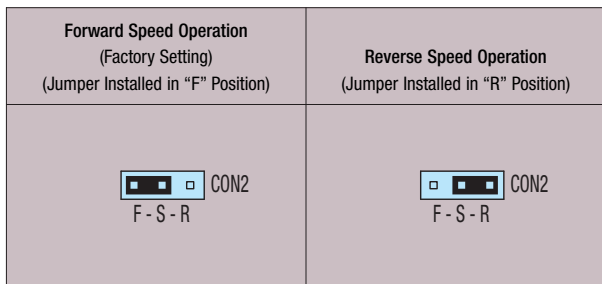 Forward Speed Operation
(Factory Setting)
(Jumper Installed in “F” Position)
Reverse Speed Operation
(Jumper Installed in “R” Position)
CON2
F - S - R
CON2
F - S - R